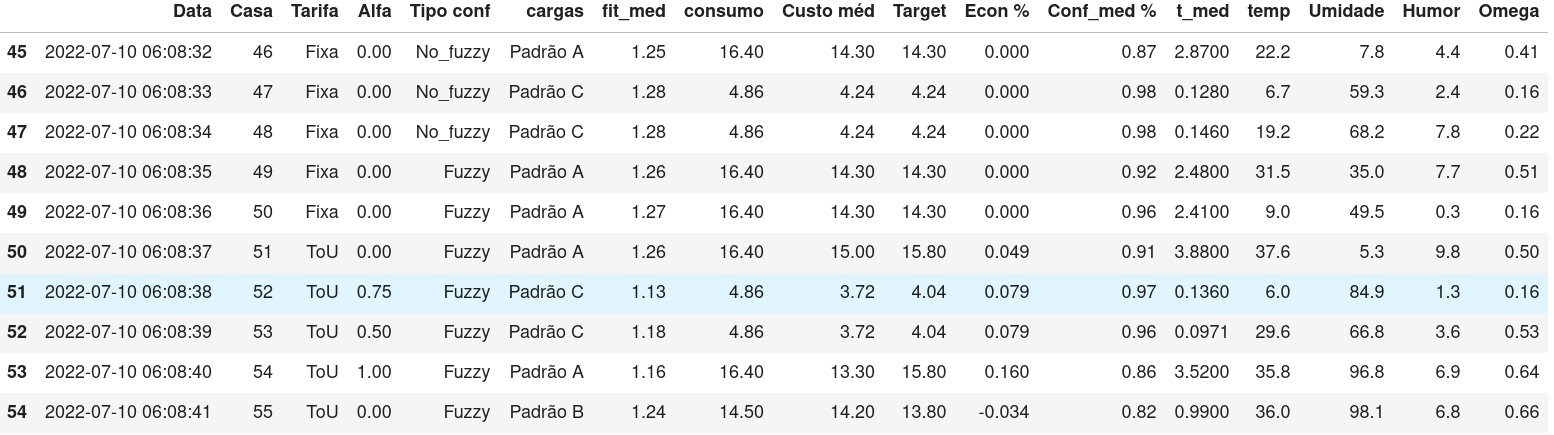 Data Casa Tarifa Alfa Tipo conf cargas fit_med consumo Custo méd Target Econ % Conf_med % t_med temp Umidade Humor Omega
45 2022-07-10 06:08:32 46 Fixa 0.00 No_fuzzy Padrão A 1.25 16.40 14.30 14.30 0.000 0.87 2.8700 22.2 7.8 4.4 0.41
46 2022-07-10 06:08:33 47 Fixa 0.00 No_fuzzy Padrão C 1.28 4.86 4.24 4.24 0.000 0.98 0.1280 6.7 59.3 2.4 0.16
47 2022-07-10 06:08:34 48 Fixa 0.00 No_fuzzy Padrão C 1.28 4.86 4.24 4.24 0.000 0.98 0.1460 19.2 68.2 7.8 0.22
48 2022-07-10 06:08:35 49 Fixa 0.00 Fuzzy Padrão A 1.26 16.40 14.30 14.30 0.000 0.92 2.4800 31.5 35.0 7.7 0.51
49 2022-07-10 06:08:36 50 Fixa 0.00 Fuzzy Padrão A 1.27 16.40 14.30 14.30 0.000 0.96 2.4100 9.0 49.5 0.3 0.16
50 2022-07-10 06:08:37 51 ToU 0.00 Fuzzy Padrão A 1.26 16.40 15.00 15.80 0.049 0.91 3.8800 37.6 5.3 9.8 0.50
51 2022-07-10 06:08:38 52 ToU 0.75 Fuzzy Padrão C 1.13 4.86 3.72 4.04 0.079 0.97 0.1360 6.0 84.9 1.3 0.16
52 2022-07-10 06:08:39 53 ToU 0.50 Fuzzy Padrão C 1.18 4.86 3.72 4.04 0.079 0.96 0.0971 29.6 66.8 3.6 0.53
53 2022-07-10 06:08:40 54 ToU 1.00 Fuzzy Padrão A 1.16 16.40 13.30 15.80 0.160 0.86 3.5200 35.8 96.8 6.9 0.64
54 2022-07-10 06:08:41 55 ToU 0.00 Fuzzy Padrão B 1.24 14.50 14.20 13.80 -0.034 0.82 0.9900 36.0 98.1 6.8 0.66